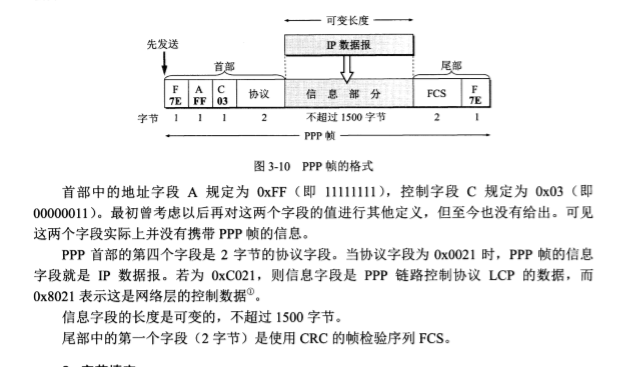 可变长度
IP 数据报
先发送
首部
尾部
F A C 协议 信息部分 FCS F
7E FF 03 7E
字节 1 1 1 2 不超过 1500 字节 2 1
PPP 帧
图 3-10 PPP 帧的格式
首部中的地址字段 A 规定为 0xFF（即 11111111），控制字段 C 规定为 0x03（即
00000011）。最初曾考虑以后再对这两个字段的值进行其他定义，但至今也没有给出。可见
这两个字段实际上并没有携带 PPP 帧的信息。
PPP 首部的第四个字段是 2 字节的协议字段。当协议字段为 0x0021 时，PPP 帧的信息
字段就是 IP 数据报。若为 0xC021，则信息字段是 PPP 链路控制协议 LCP 的数据，而
0x8021 表示这是网络层的控制数据①。
信息字段的长度是可变的，不超过 1500 字节。
尾部中的第一个字段（2 字节）是使用 CRC 的帧检验序列 FCS。